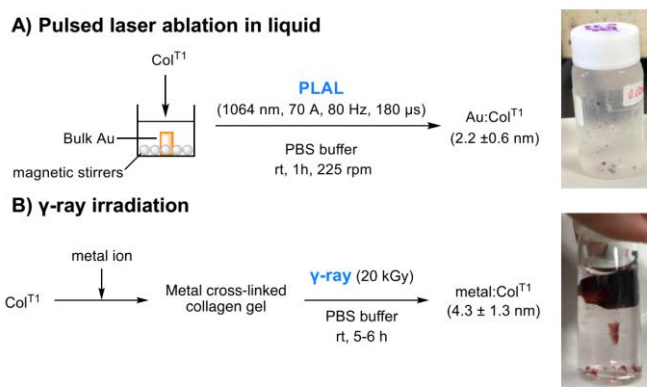 A) Pulsed laser ablation in liquid
Col^T1
PLAL
(1064 nm, 70 A, 80 Hz, 180 µs)
Bulk Au
magnetic stirrers
PBS buffer
rt, 1h, 225 rpm
Au:Col^T1
(2.2 ±0.6 nm)
B) γ-ray irradiation
metal ion
Col^T1
Metal cross-linked
collagen gel
γ-ray (20 kGy)
PBS buffer
rt, 5-6 h
metal:Col^T1
(4.3 ± 1.3 nm)